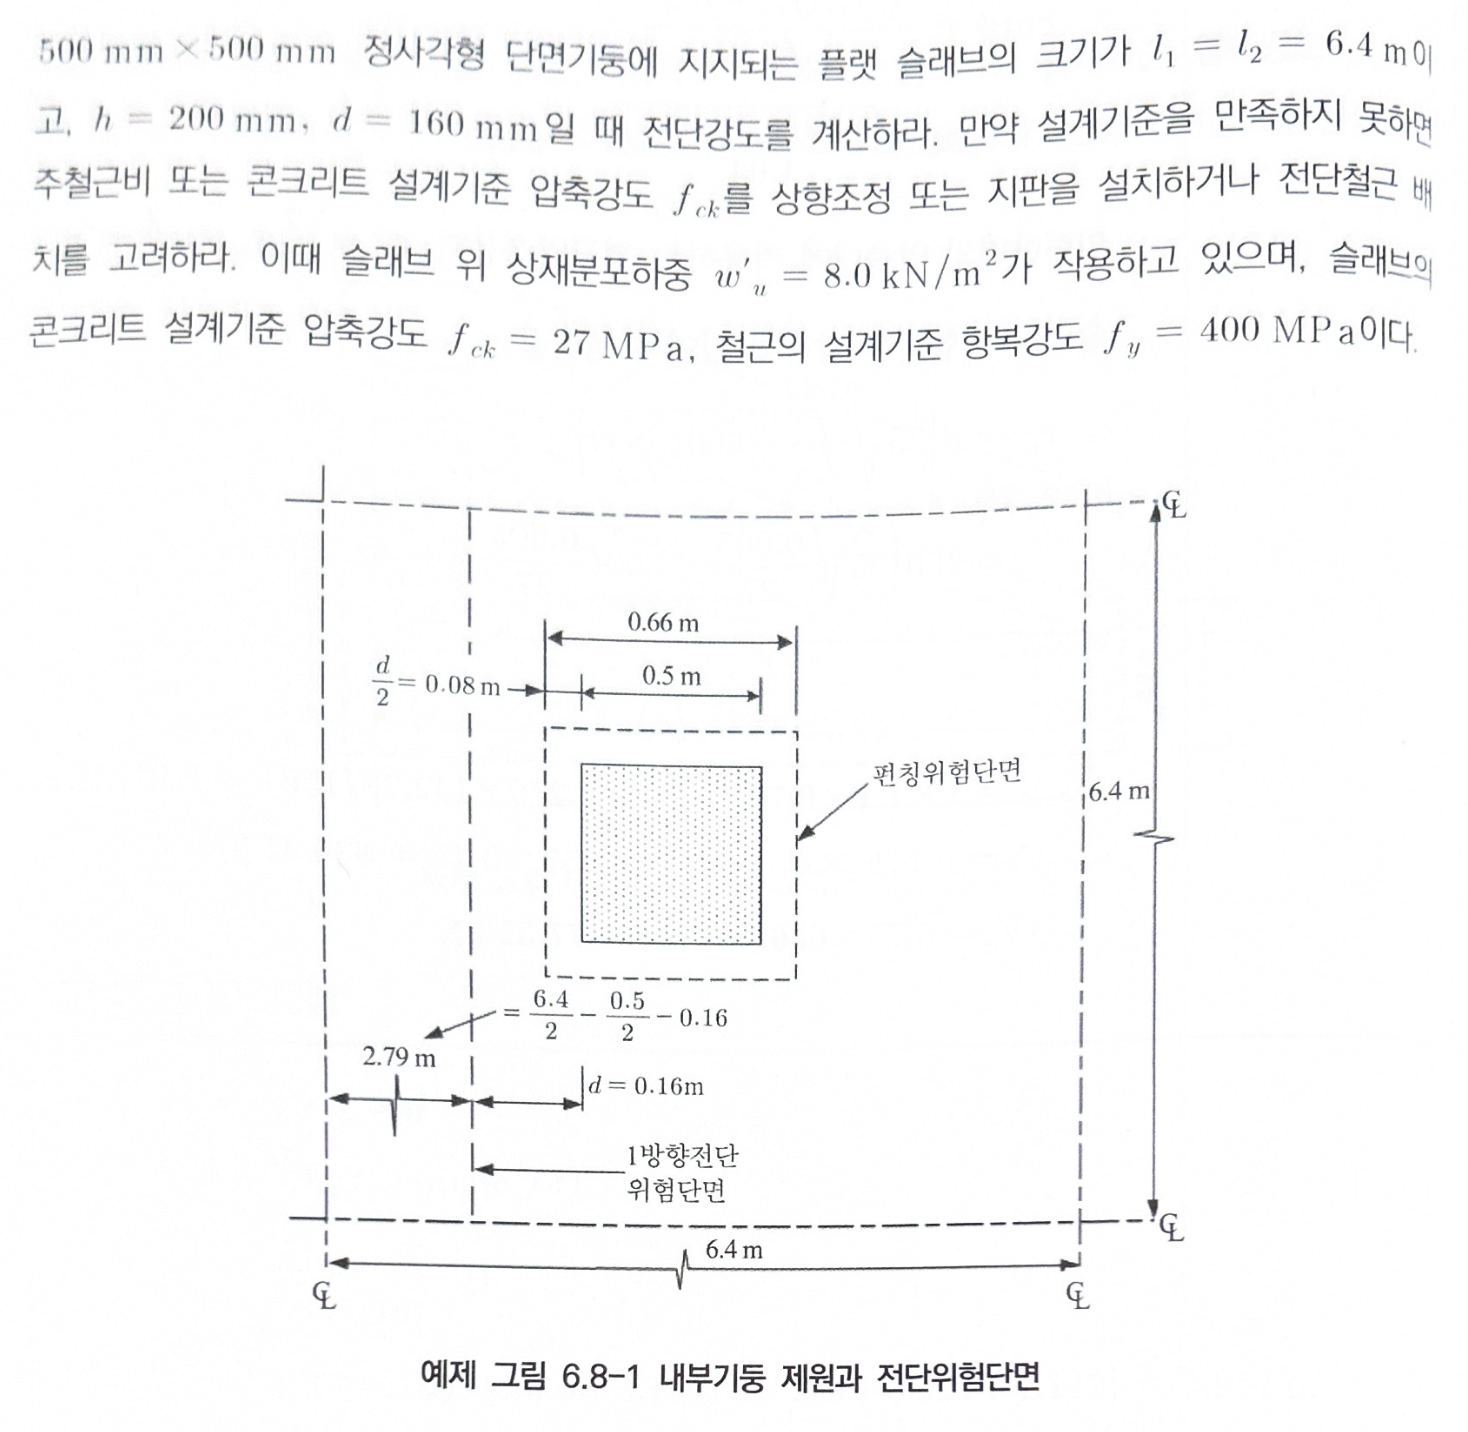 500 mm × 500 mm 정사각형 단면기둥에 지지되는 플랫 슬래브의 크기가 l₁ = l₂ = 6.4 m이
고, h = 200 mm, d = 160 mm일 때 전단강도를 계산하라. 만약 설계기준을 만족하지 못하면
주철근비 또는 콘크리트 설계기준 압축강도 f_ck를 상향조정 또는 지판을 설치하거나 전단철근 배
치를 고려하라. 이때 슬래브 위 상재분포하중 w′_u = 8.0 kN/m²가 작용하고 있으며, 슬래브의
콘크리트 설계기준 압축강도 f_ck = 27 MPa, 철근의 설계기준 항복강도 f_y = 400 MPa이다.
℄
0.66 m
d/2 = 0.08 m
0.5 m
펀칭위험단면
6.4 m
= 6.4/2 − 0.5/2 − 0.16
2.79 m
d = 0.16m
1방향전단
위험단면
℄
6.4 m
℄ ℄
예제 그림 6.8-1 내부기둥 제원과 전단위험단면